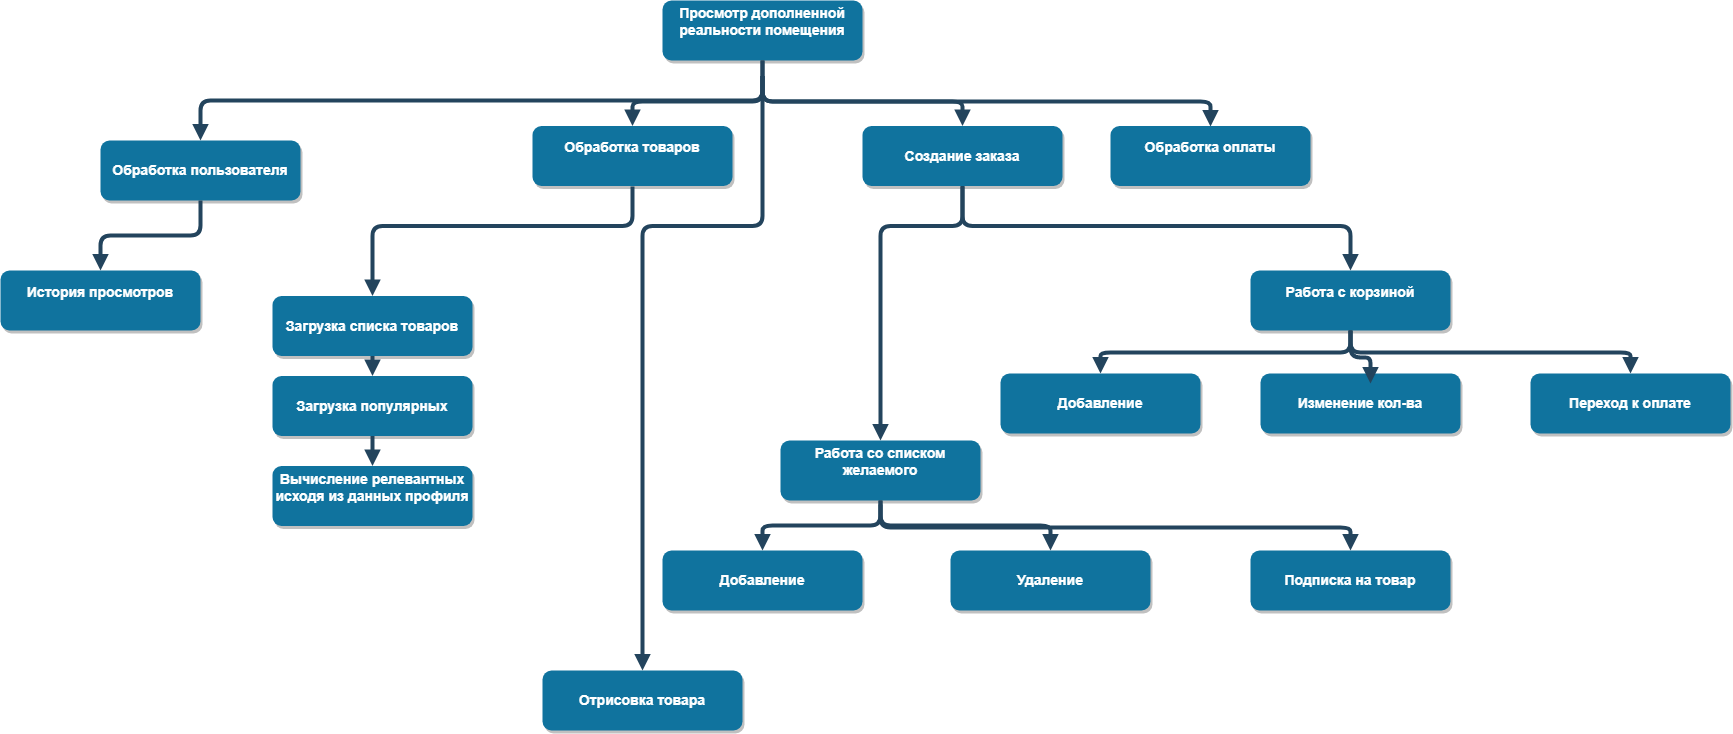 Просмотр дополненной
реальности помещения
Обработка пользователя
Обработка товаров
Создание заказа
Обработка оплаты
История просмотров
Загрузка списка товаров
Работа с корзиной
Загрузка популярных
Добавление
Изменение кол-ва
Переход к оплате
Вычисление релевантных
исходя из данных профиля
Работа со списком
желаемого
Добавление
Удаление
Подписка на товар
Отрисовка товара